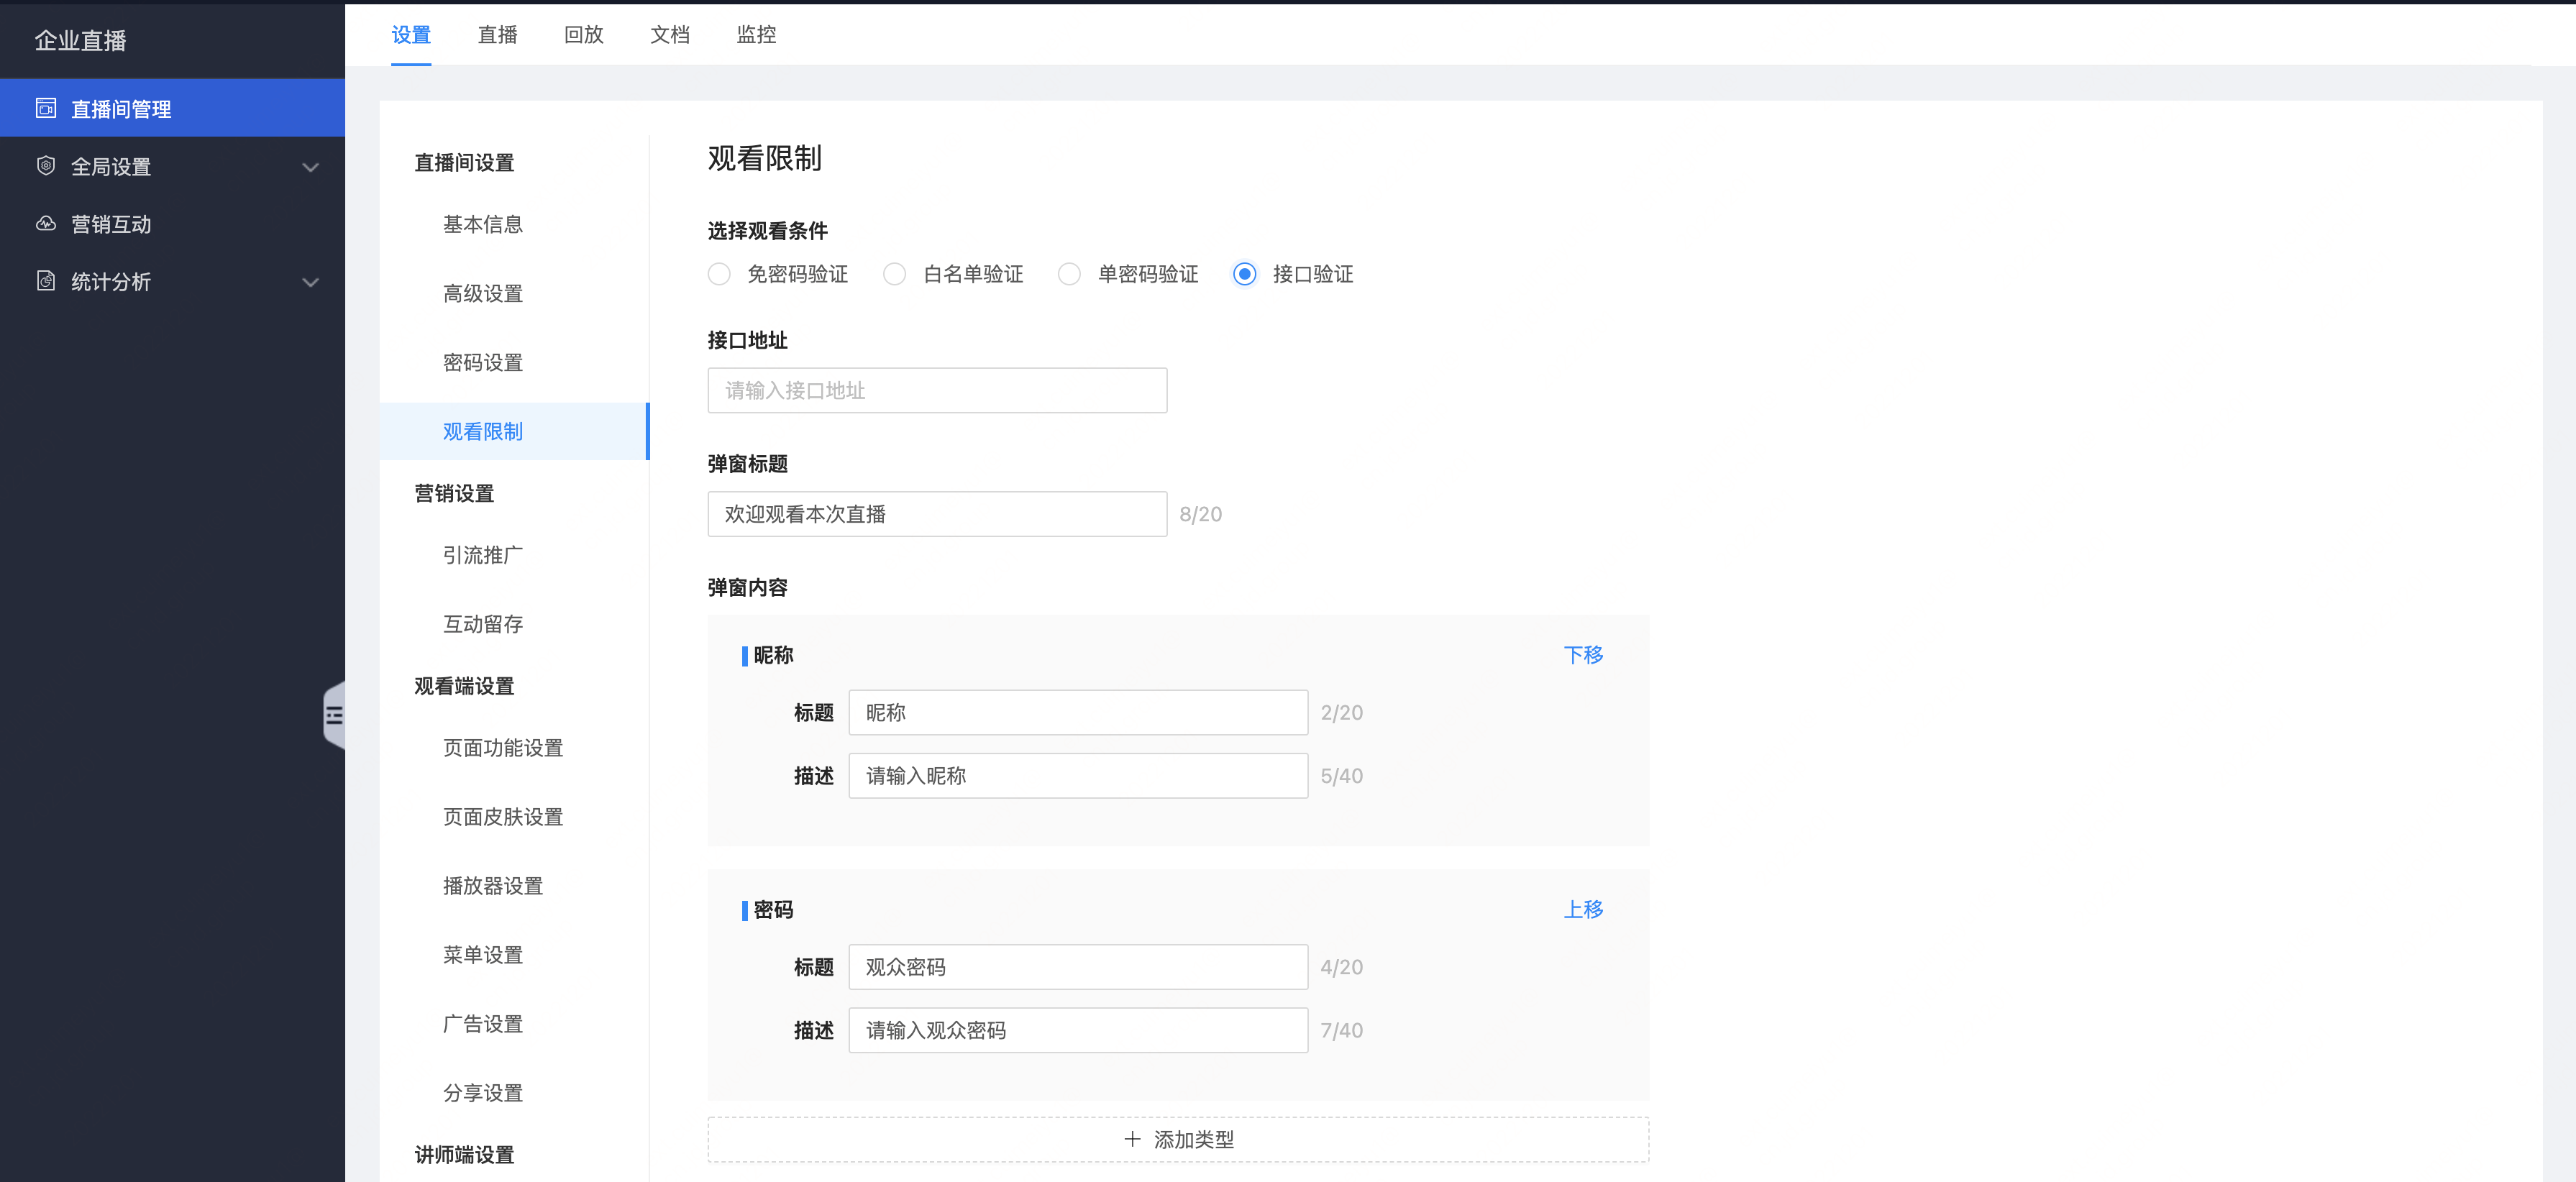 企业直播
直播间管理
全局设置
营销互动
统计分析
设置 直播 回放 文档 监控
直播间设置
基本信息
高级设置
密码设置
观看限制
营销设置
引流推广
互动留存
观看端设置
页面功能设置
页面皮肤设置
播放器设置
菜单设置
广告设置
分享设置
讲师端设置
观看限制
选择观看条件
免密码验证 白名单验证 单密码验证 接口验证
接口地址
请输入接口地址
弹窗标题
欢迎观看本次直播 8/20
弹窗内容
昵称 下移
标题 昵称 2/20
描述 请输入昵称 5/40
密码 上移
标题 观众密码 4/20
描述 请输入观众密码 7/40
+ 添加类型